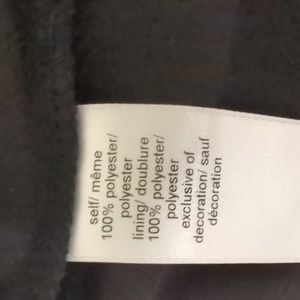 self/ même
100% polyester/
polyester
lining/ doublure
100% polyester/
polyester
exclusive of
decoration/ sauf
décoration